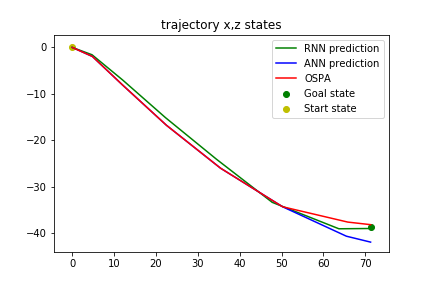 trajectory x,z states
RNN prediction
ANN prediction
OSPA
Goal state
Start state
0
−10
−20
−30
−40
0 10 20 30 40 50 60 70